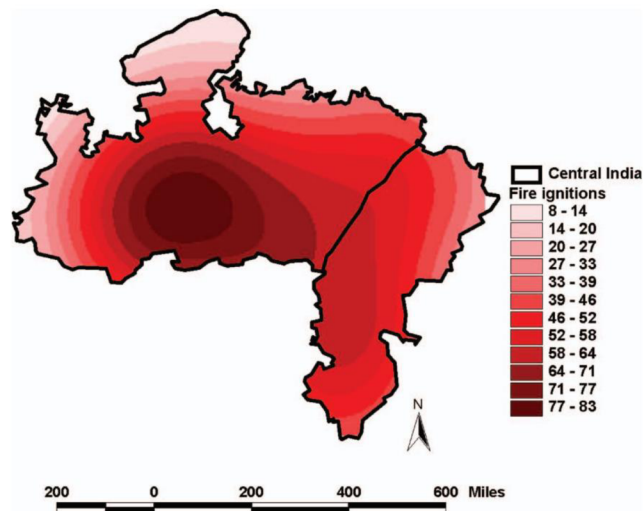 Central India
Fire ignitions
8 - 14
14 - 20
20 - 27
27 - 33
33 - 39
39 - 46
46 - 52
52 - 58
58 - 64
64 - 71
71 - 77
77 - 83
N
200 0 200 400 600 Miles